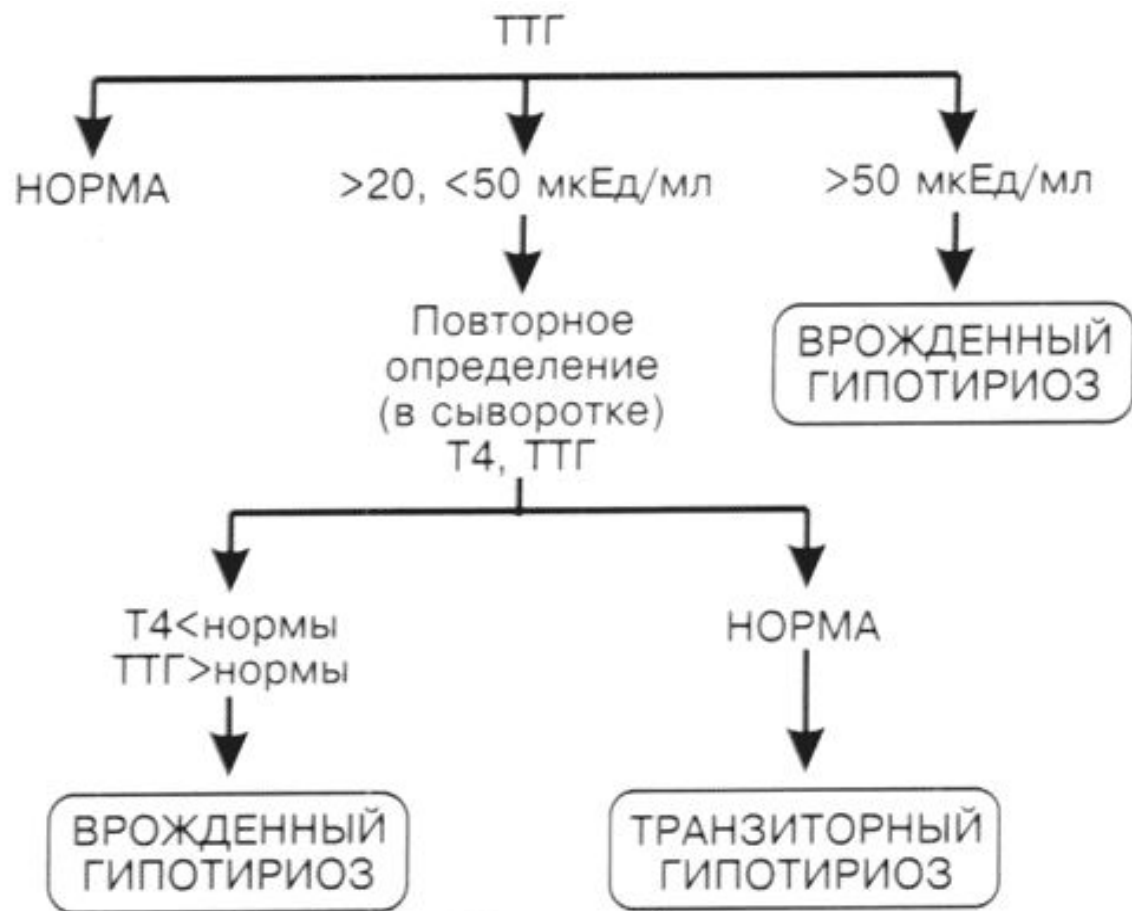 ТТГ
НОРМА
>20, <50 мкЕд/мл
>50 мкЕд/мл
Повторное
определение
(в сыворотке)
Т4, ТТГ
ВРОЖДЕННЫЙ
ГИПОТИРИОЗ
Т4<нормы
ТТГ>нормы
НОРМА
ВРОЖДЕННЫЙ
ГИПОТИРИОЗ
ТРАНЗИТОРНЫЙ
ГИПОТИРИОЗ